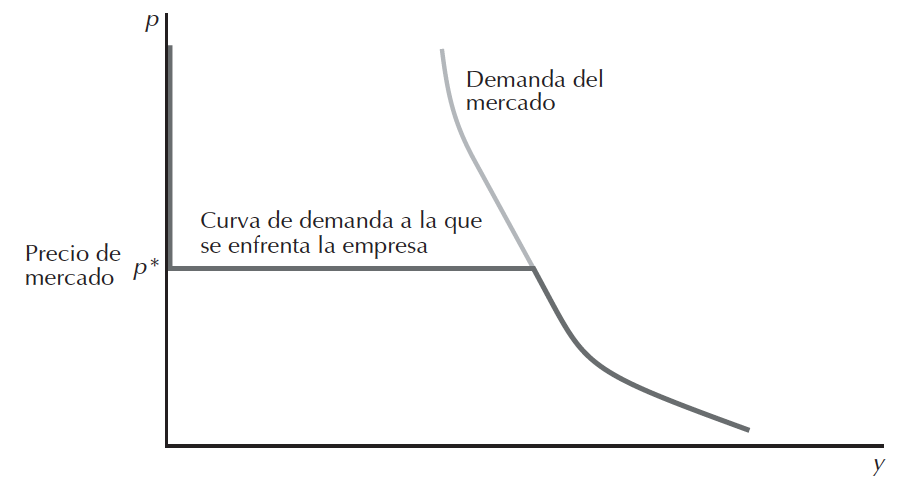 p
Demanda del
mercado
Curva de demanda a la que
se enfrenta la empresa
Precio de
mercado
p*
y